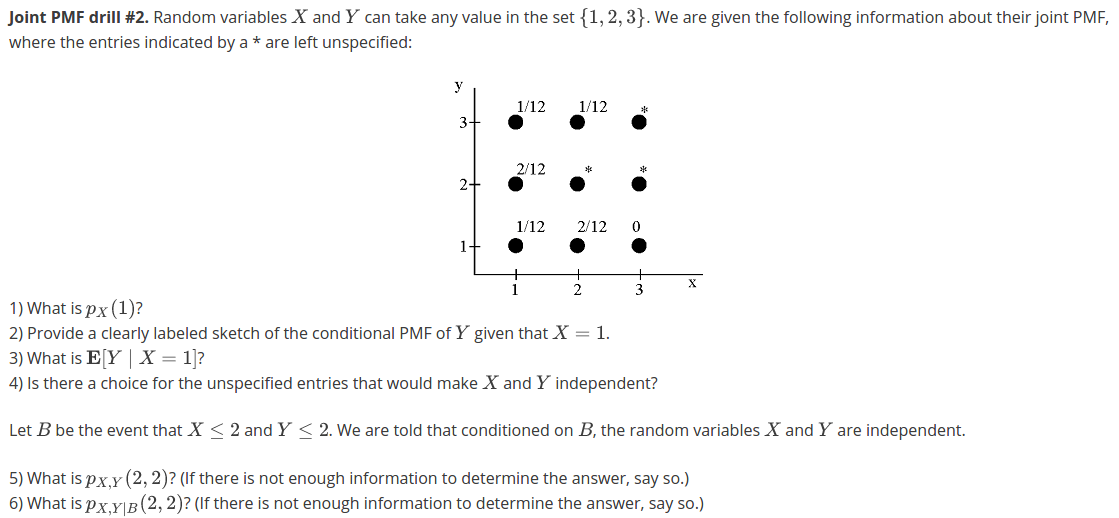 Joint PMF drill #2. Random variables X and Y can take any value in the set {1, 2, 3}. We are given the following information about their joint PMF,
where the entries indicated by a * are left unspecified:
y
1/12 1/12 *
3
2/12 * *
2
1/12 2/12 0
1
1 2 3 x
1) What is p_X(1)?
2) Provide a clearly labeled sketch of the conditional PMF of Y given that X = 1.
3) What is E[Y | X = 1]?
4) Is there a choice for the unspecified entries that would make X and Y independent?
Let B be the event that X ≤ 2 and Y ≤ 2. We are told that conditioned on B, the random variables X and Y are independent.
5) What is p_{X,Y}(2, 2)? (If there is not enough information to determine the answer, say so.)
6) What is p_{X,Y|B}(2, 2)? (If there is not enough information to determine the answer, say so.)